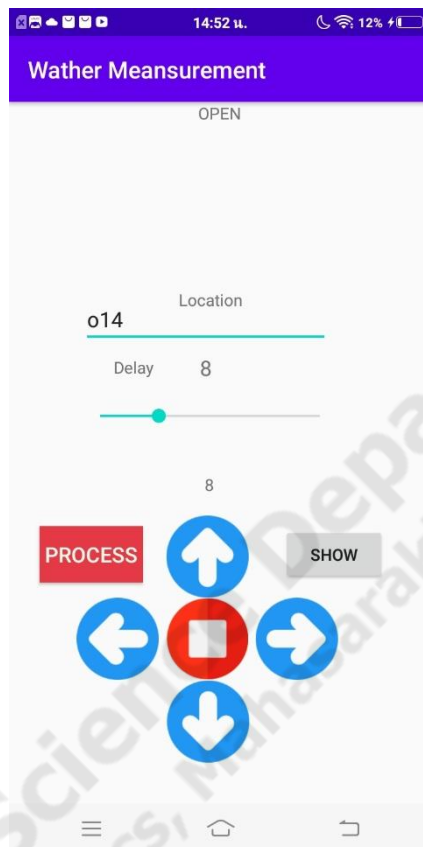 14:52 น. 12%
Wather Meansurement
OPEN
Location
o14
Delay 8
8
PROCESS
SHOW